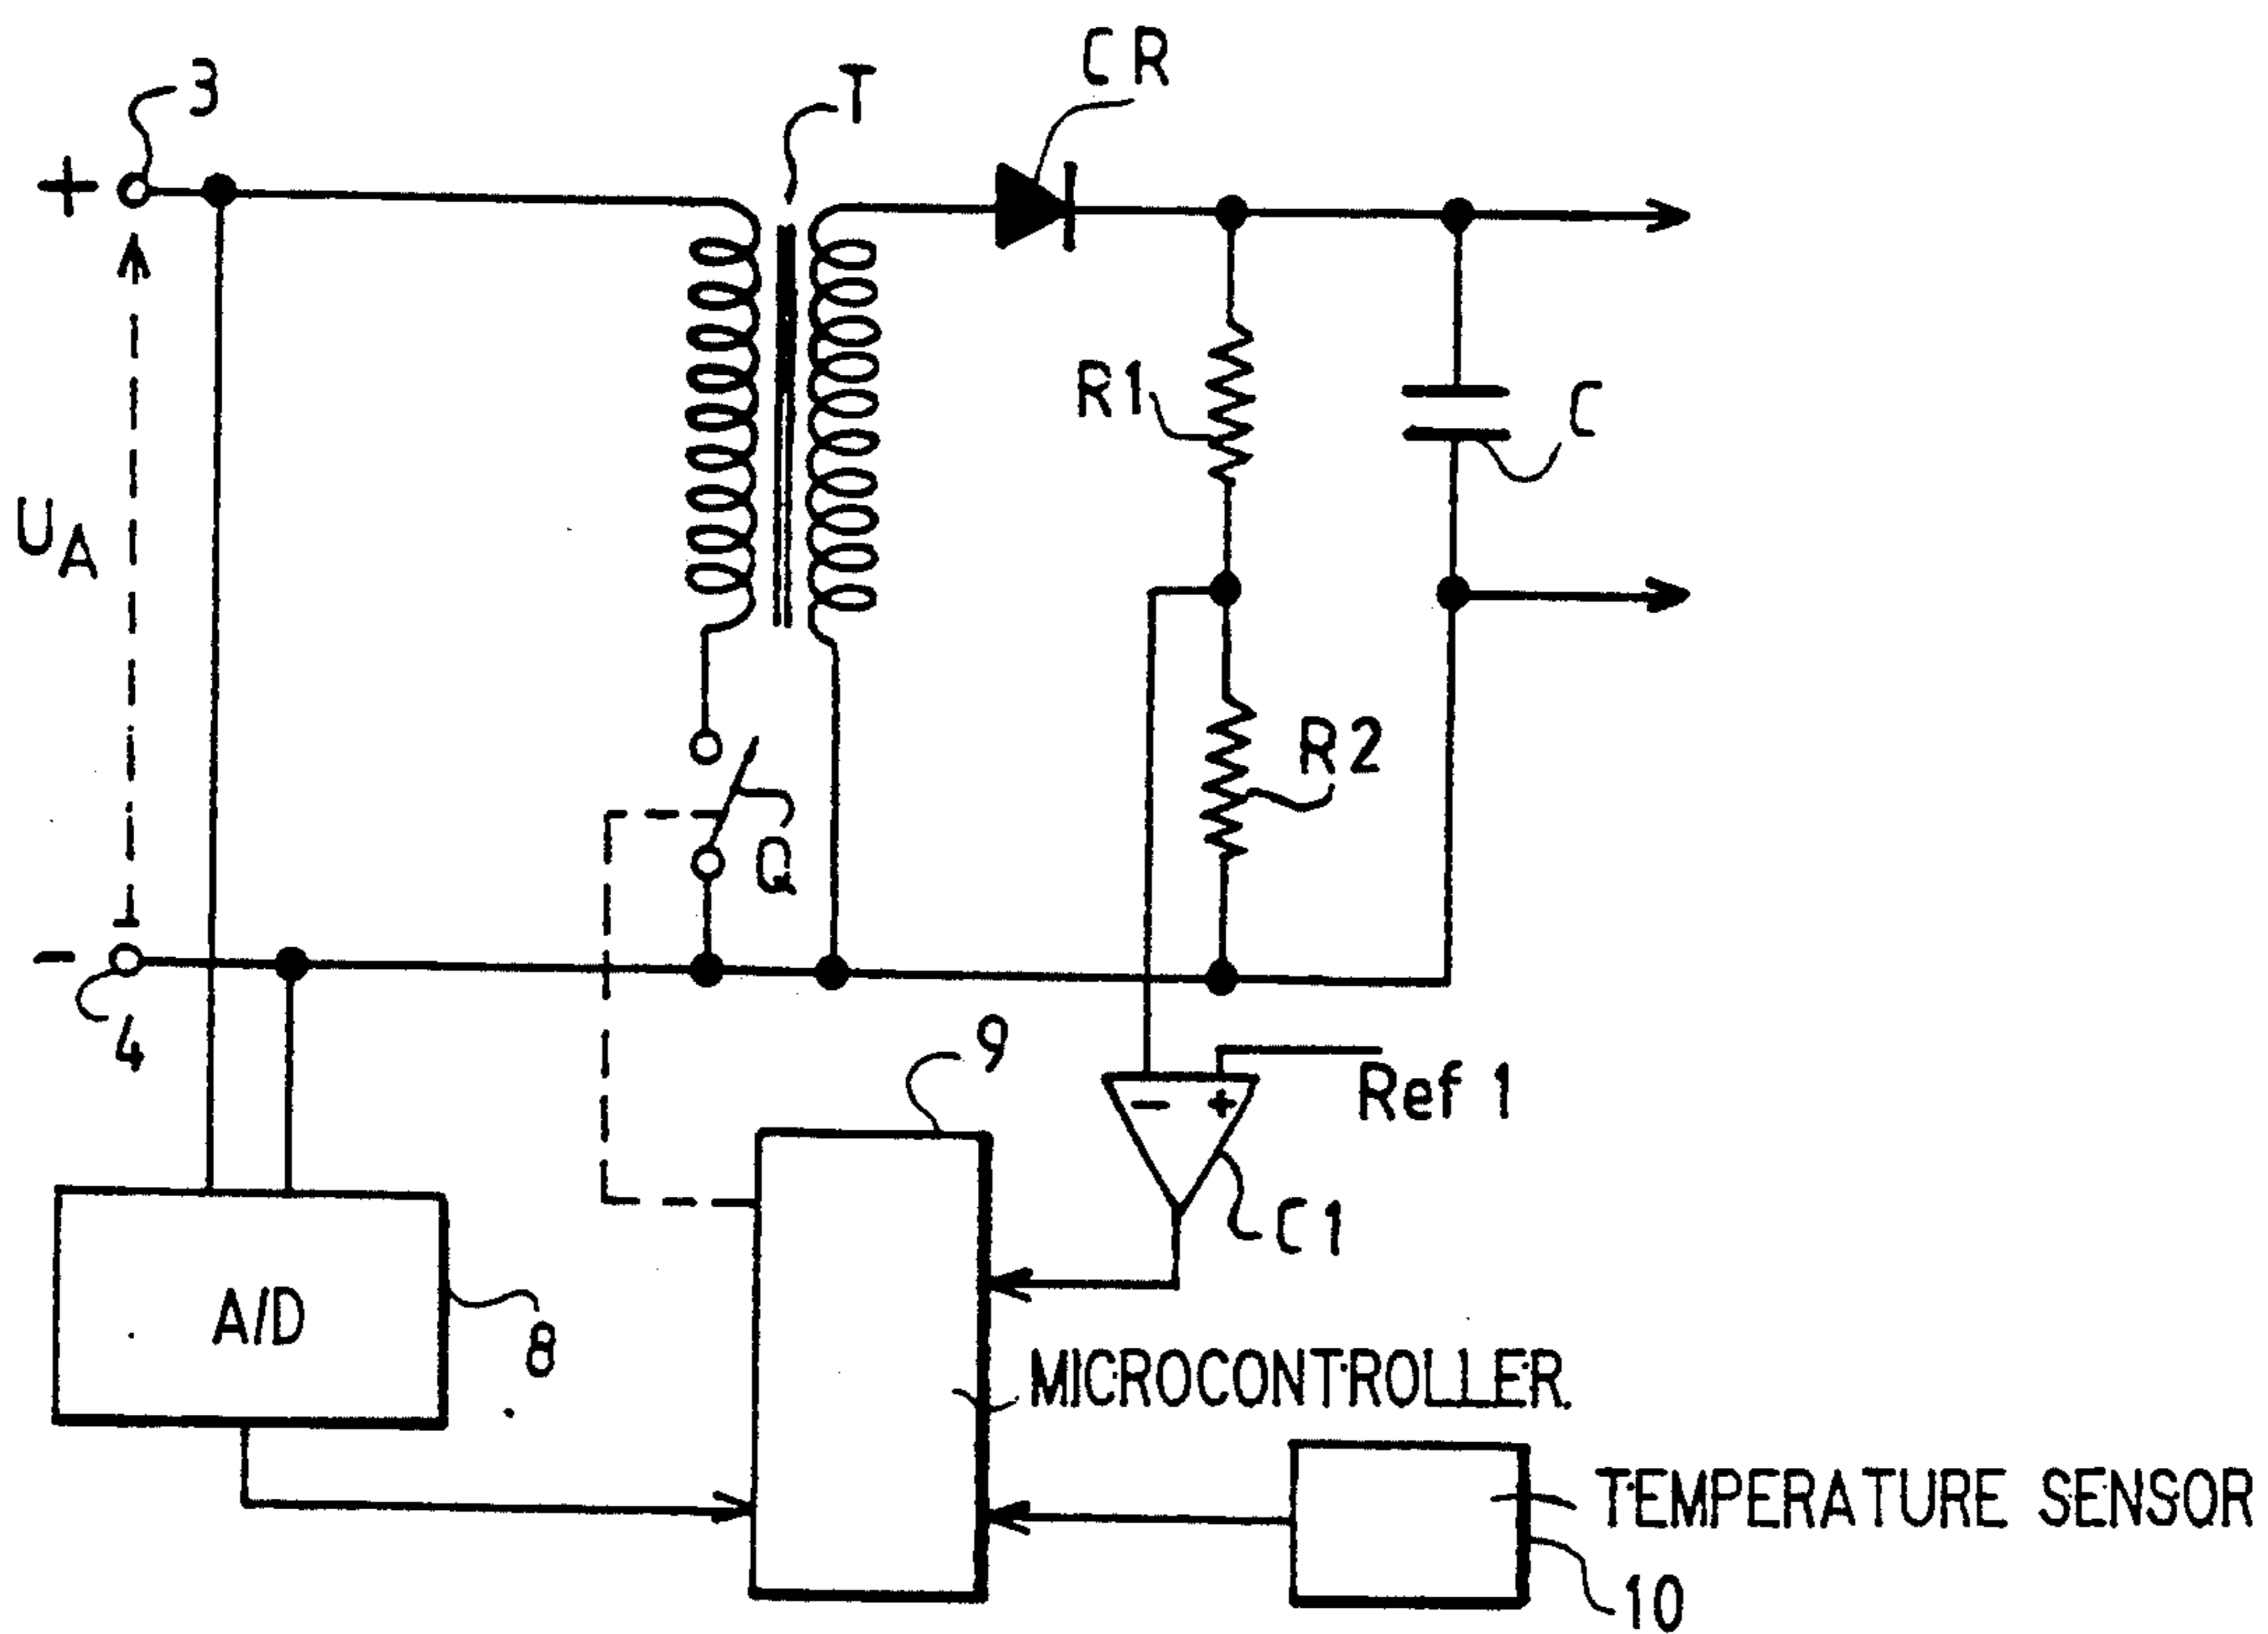 3
T
CR
+
R1
C
UA
R2
Q
-
4
9
Ref 1
- +
C1
A/D
8
MICROCONTROLLER
TEMPERATURE SENSOR
10